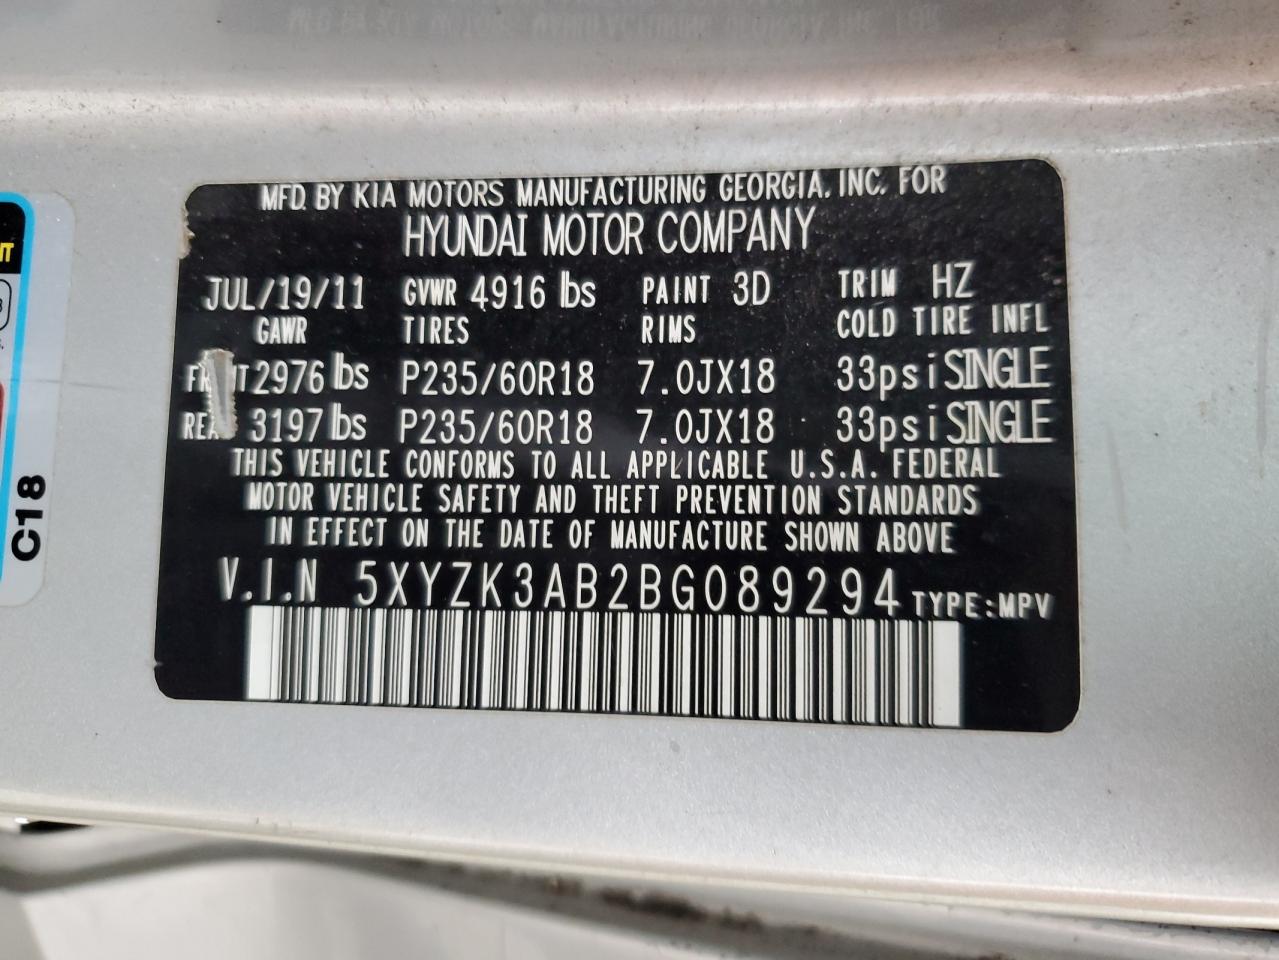 MFD. BY KIA MOTORS MANUFACTURING GEORGIA, INC. FOR
HYUNDAI MOTOR COMPANY
JUL/19/11 GVWR 4916 lbs PAINT 3D TRIM HZ
GAWR TIRES RIMS COLD TIRE INFL
2976 lbs P235/60R18 7.0JX18 33psi SINGLE
3197 lbs P235/60R18 7.0JX18 33psi SINGLE
THIS VEHICLE CONFORMS TO ALL APPLICABLE U.S.A. FEDERAL
MOTOR VEHICLE SAFETY AND THEFT PREVENTION STANDARDS
IN EFFECT ON THE DATE OF MANUFACTURE SHOWN ABOVE
V.I.N 5XYZK3AB2BG089294 TYPE:MPV
C18